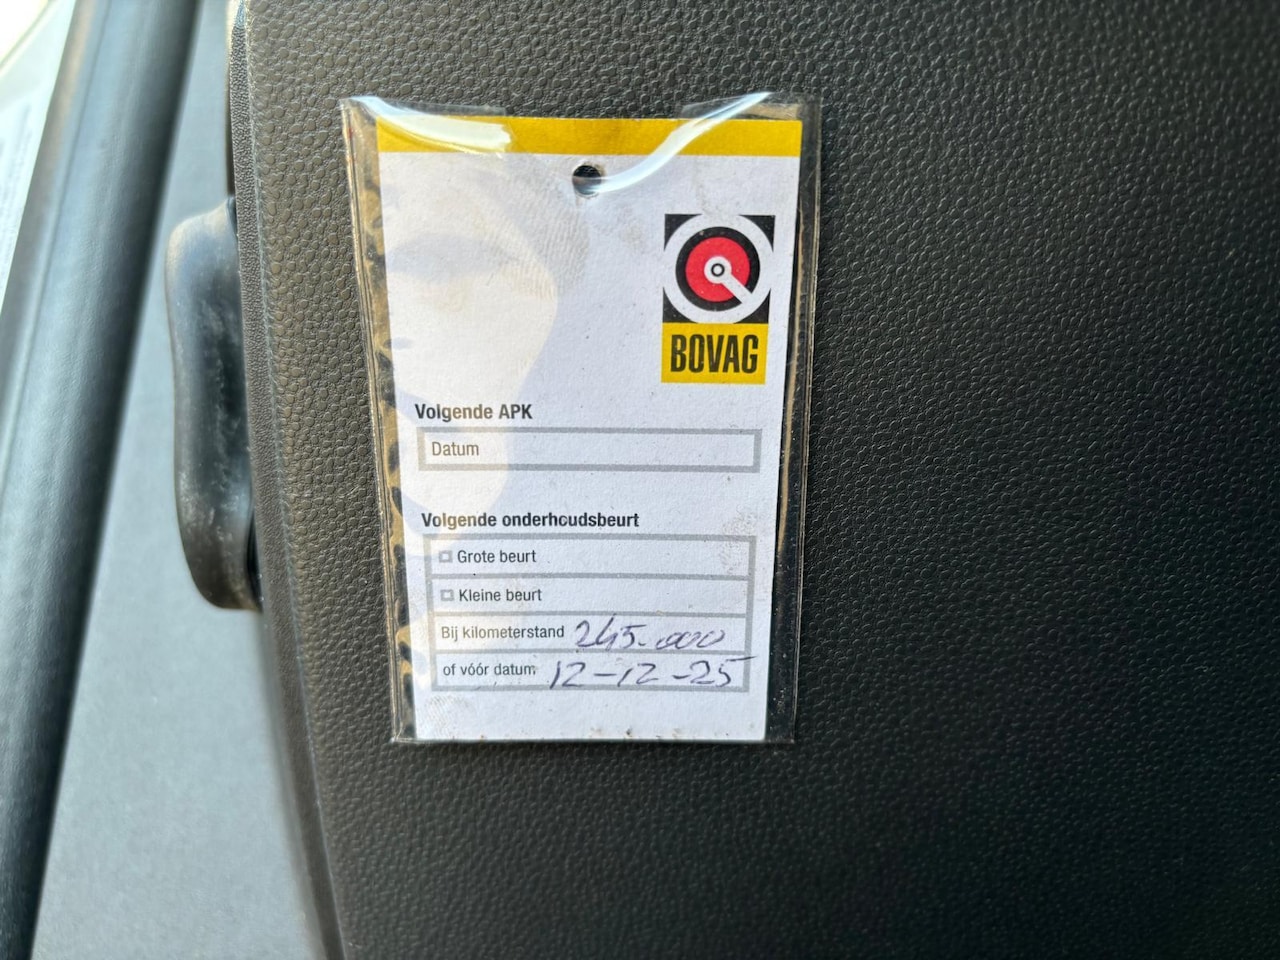 BOVAG
Volgende APK
Datum
Volgende onderhoudsbeurt
Grote beurt
Kleine beurt
Bij kilometerstand 245.000
of vóór datum 12-12-25